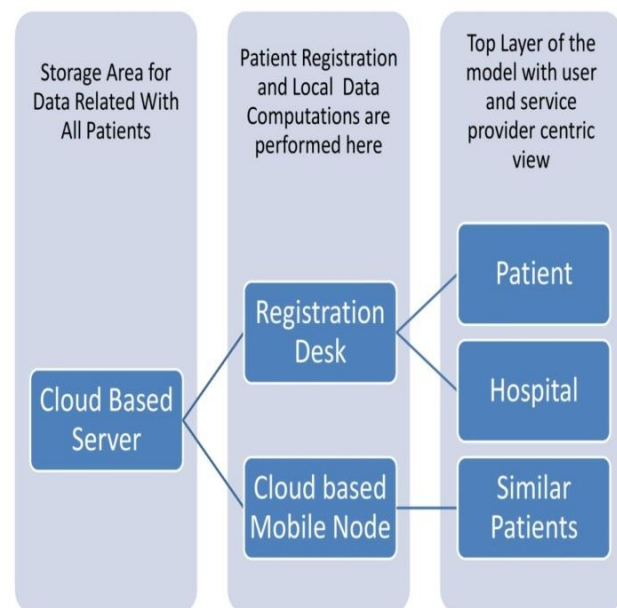 Storage Area for
Data Related With
All Patients
Patient Registration
and Local Data
Computations are
performed here
Top Layer of the
model with user
and service
provider centric
view
Cloud Based
Server
Registration
Desk
Cloud based
Mobile Node
Patient
Hospital
Similar
Patients